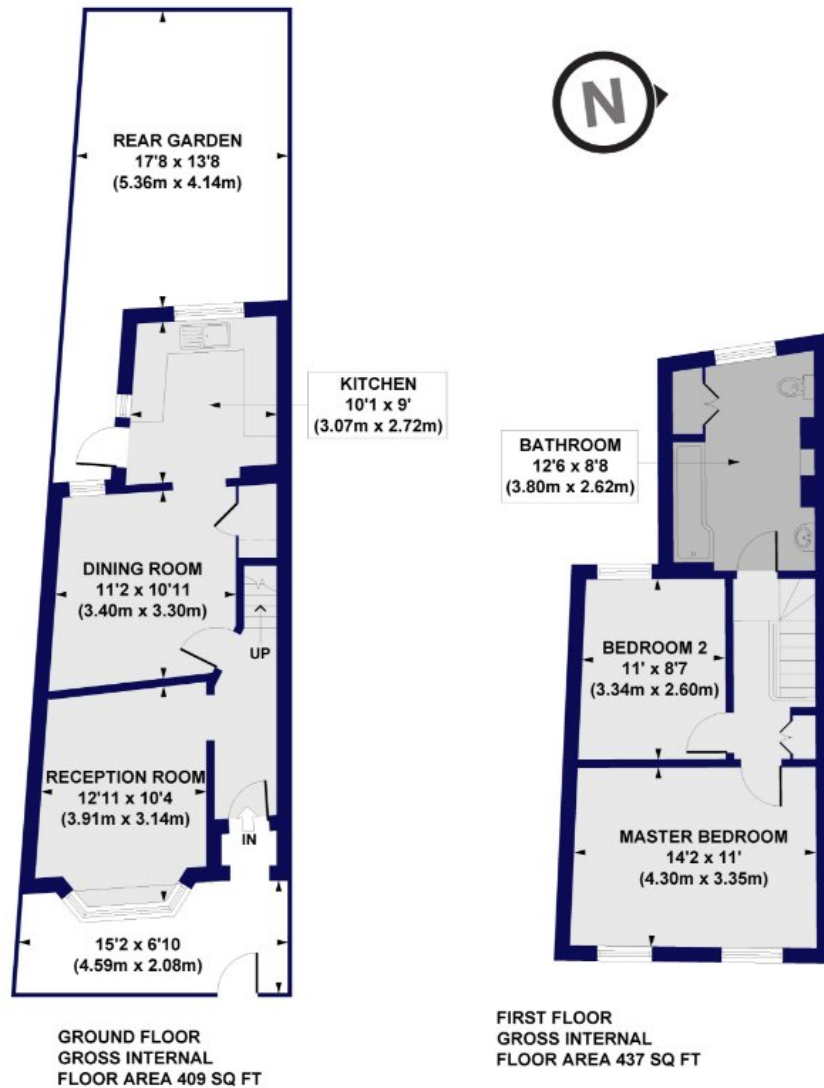 REAR GARDEN
17'8 x 13'8
(5.36m x 4.14m)
N
KITCHEN
10'1 x 9'
(3.07m x 2.72m)
DINING ROOM
11'2 x 10'11
(3.40m x 3.30m)
UP
RECEPTION ROOM
12'11 x 10'4
(3.91m x 3.14m)
IN
15'2 x 6'10
(4.59m x 2.08m)
GROUND FLOOR
GROSS INTERNAL
FLOOR AREA 409 SQ FT
BATHROOM
12'6 x 8'8
(3.80m x 2.62m)
BEDROOM 2
11' x 8'7
(3.34m x 2.60m)
MASTER BEDROOM
14'2 x 11'
(4.30m x 3.35m)
FIRST FLOOR
GROSS INTERNAL
FLOOR AREA 437 SQ FT